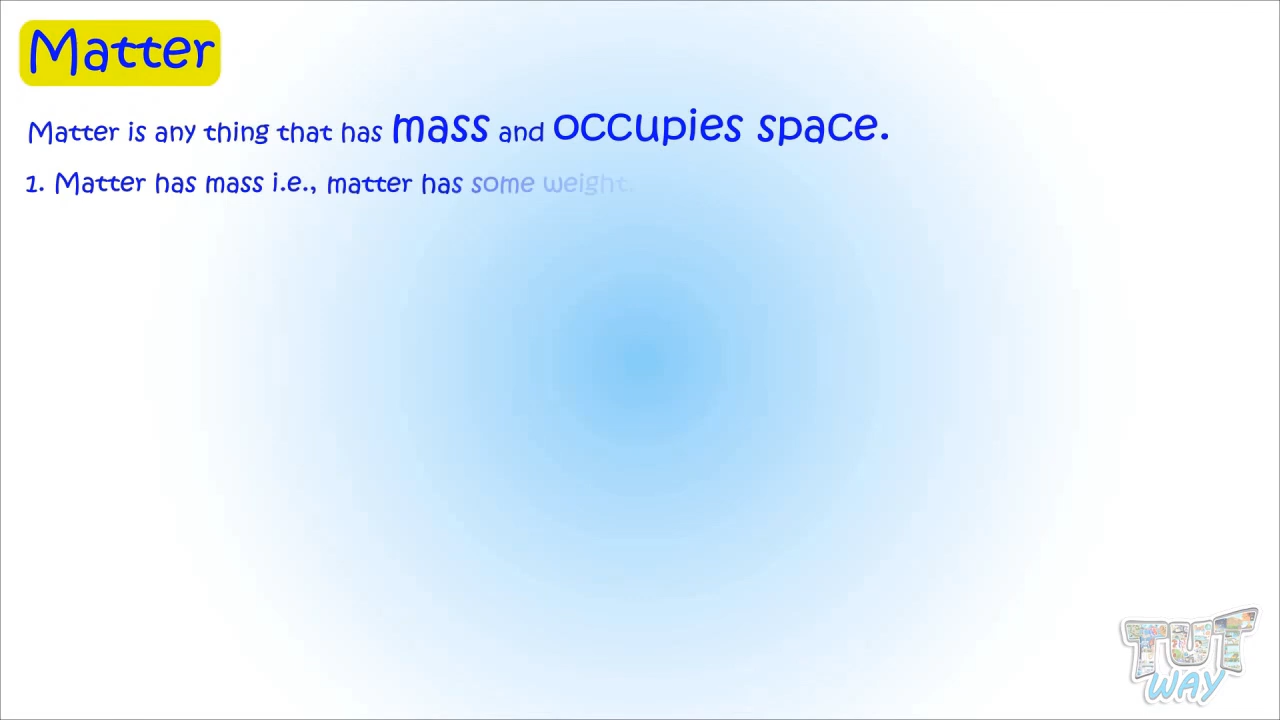 Matter
Matter is any thing that has mass and occupies space.
1. Matter has mass i.e., matter has some weight.
TUT
WAY